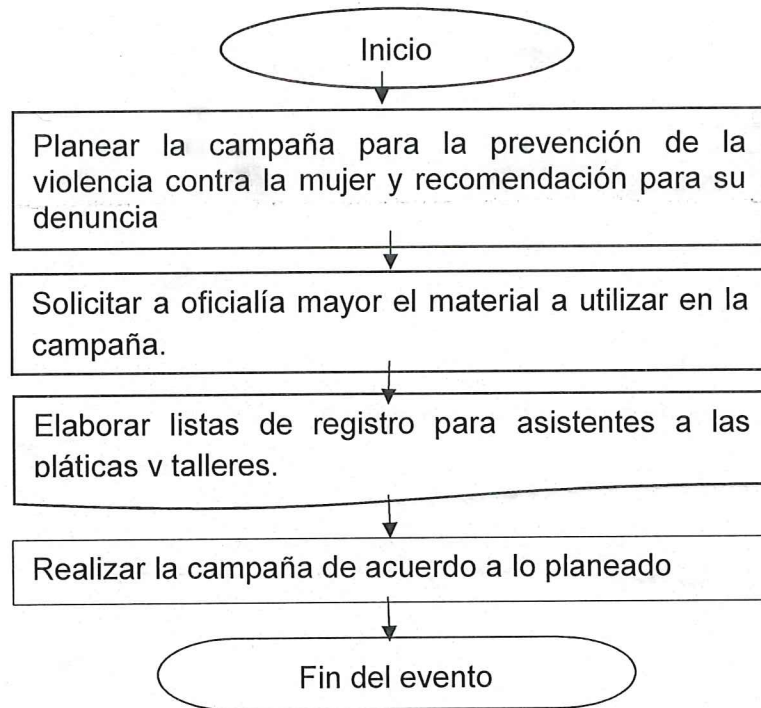 Inicio
Planear la campaña para la prevención de la
violencia contra la mujer y recomendación para su
denuncia
Solicitar a oficialía mayor el material a utilizar en la
campaña.
Elaborar listas de registro para asistentes a las
pláticas y talleres.
Realizar la campaña de acuerdo a lo planeado
Fin del evento